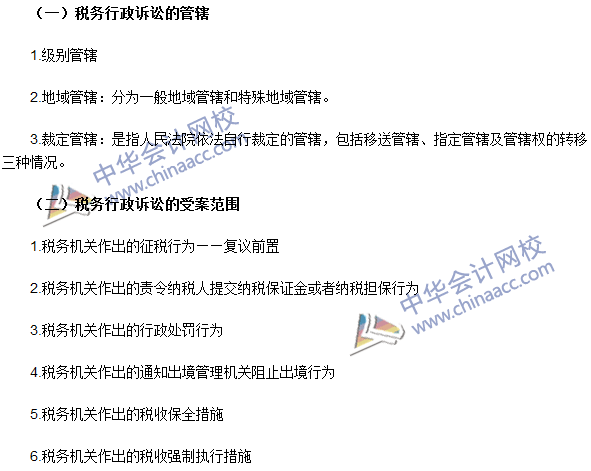 （一）税务行政诉讼的管辖
1.级别管辖
2.地域管辖：分为一般地域管辖和特殊地域管辖。
3.裁定管辖：是指人民法院依法自行裁定的管辖，包括移送管辖、指定管辖及管辖权的转移
三种情况。
中华会计网校
www.chinaacc.com
（二）税务行政诉讼的受案范围
1.税务机关作出的征税行为——复议前置
2.税务机关作出的责令纳税人提交纳税保证金或者纳税担保行为
中华会计网校
www.chinaacc.com
3.税务机关作出的行政处罚行为
4.税务机关作出的通知出境管理机关阻止出境行为
5.税务机关作出的税收保全措施
6.税务机关作出的税收强制执行措施